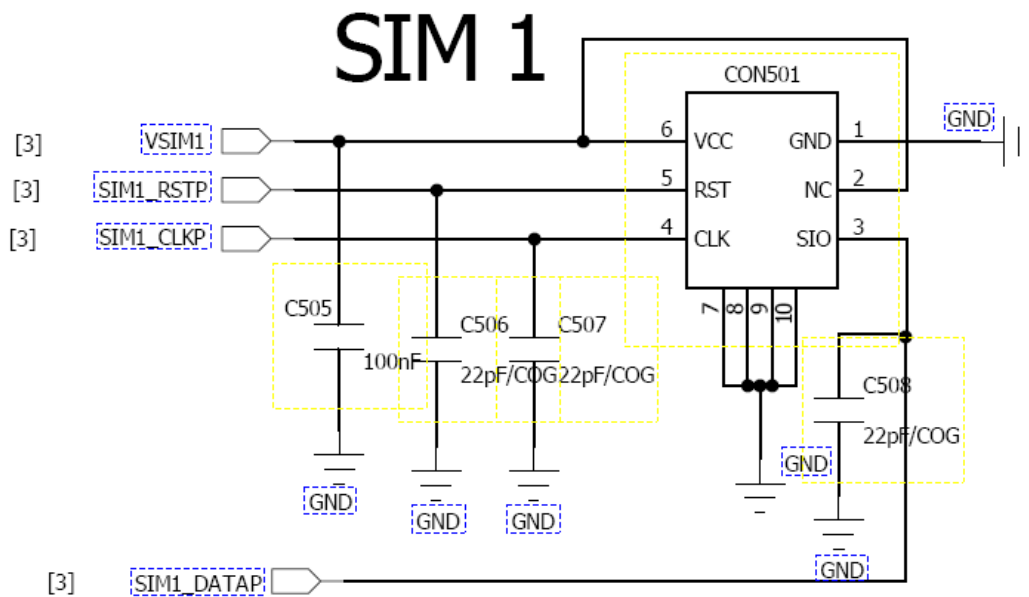 SIM 1
CON501
[3] VSIM1 6 VCC GND 1 GND
[3] SIM1_RSTP 5 RST NC 2
[3] SIM1_CLKP 4 CLK SIO 3
7 8 9 10
C505 100nF
C506 22pF/COG
C507 22pF/COG
C508 22pF/COG
GND
GND GND GND
GND
[3] SIM1_DATAP